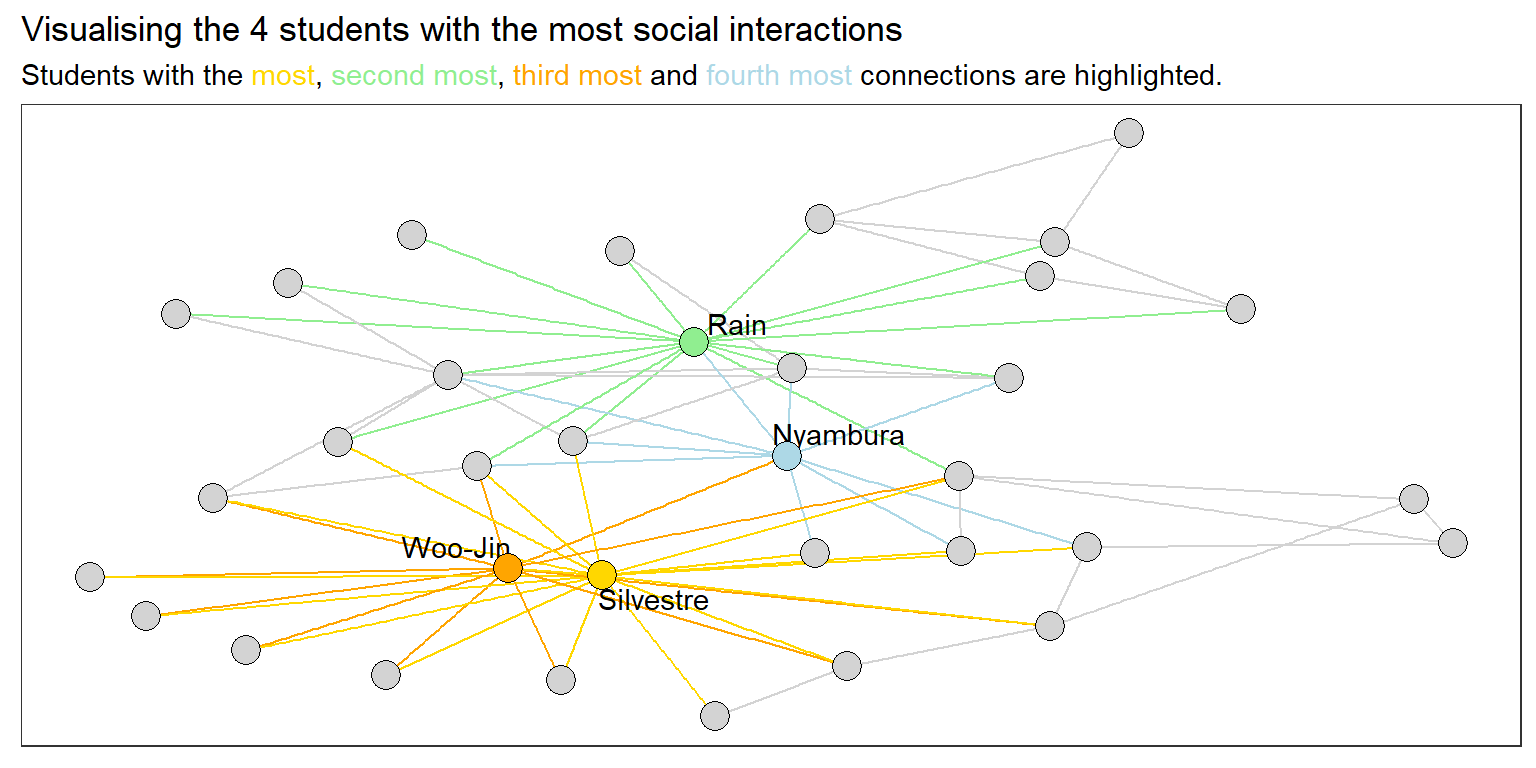 Visualising the 4 students with the most social interactions
Students with the most, second most, third most and fourth most connections are highlighted.
Rain
Nyambura
Woo-Jin
Silvestre